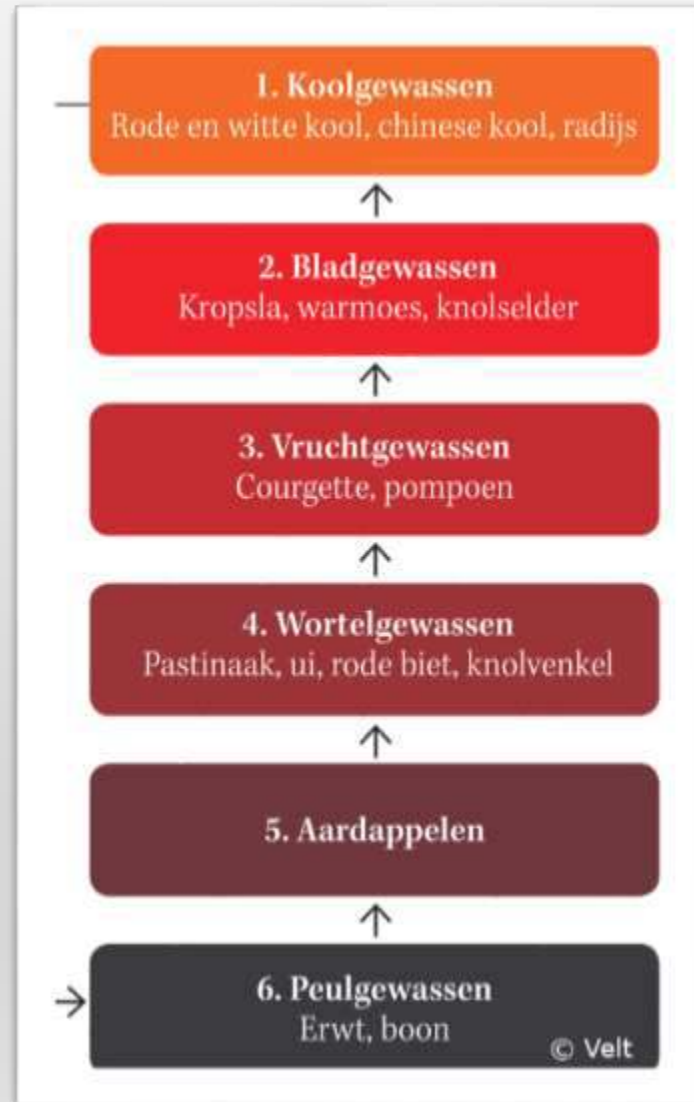 1. Koolgewassen
Rode en witte kool, chinese kool, radijs
2. Bladgewassen
Kropsla, warmoes, knolselder
3. Vruchtgewassen
Courgette, pompoen
4. Wortelgewassen
Pastinaak, ui, rode biet, knolvenkel
5. Aardappelen
6. Peulgewassen
Erwt, boon
© Velt